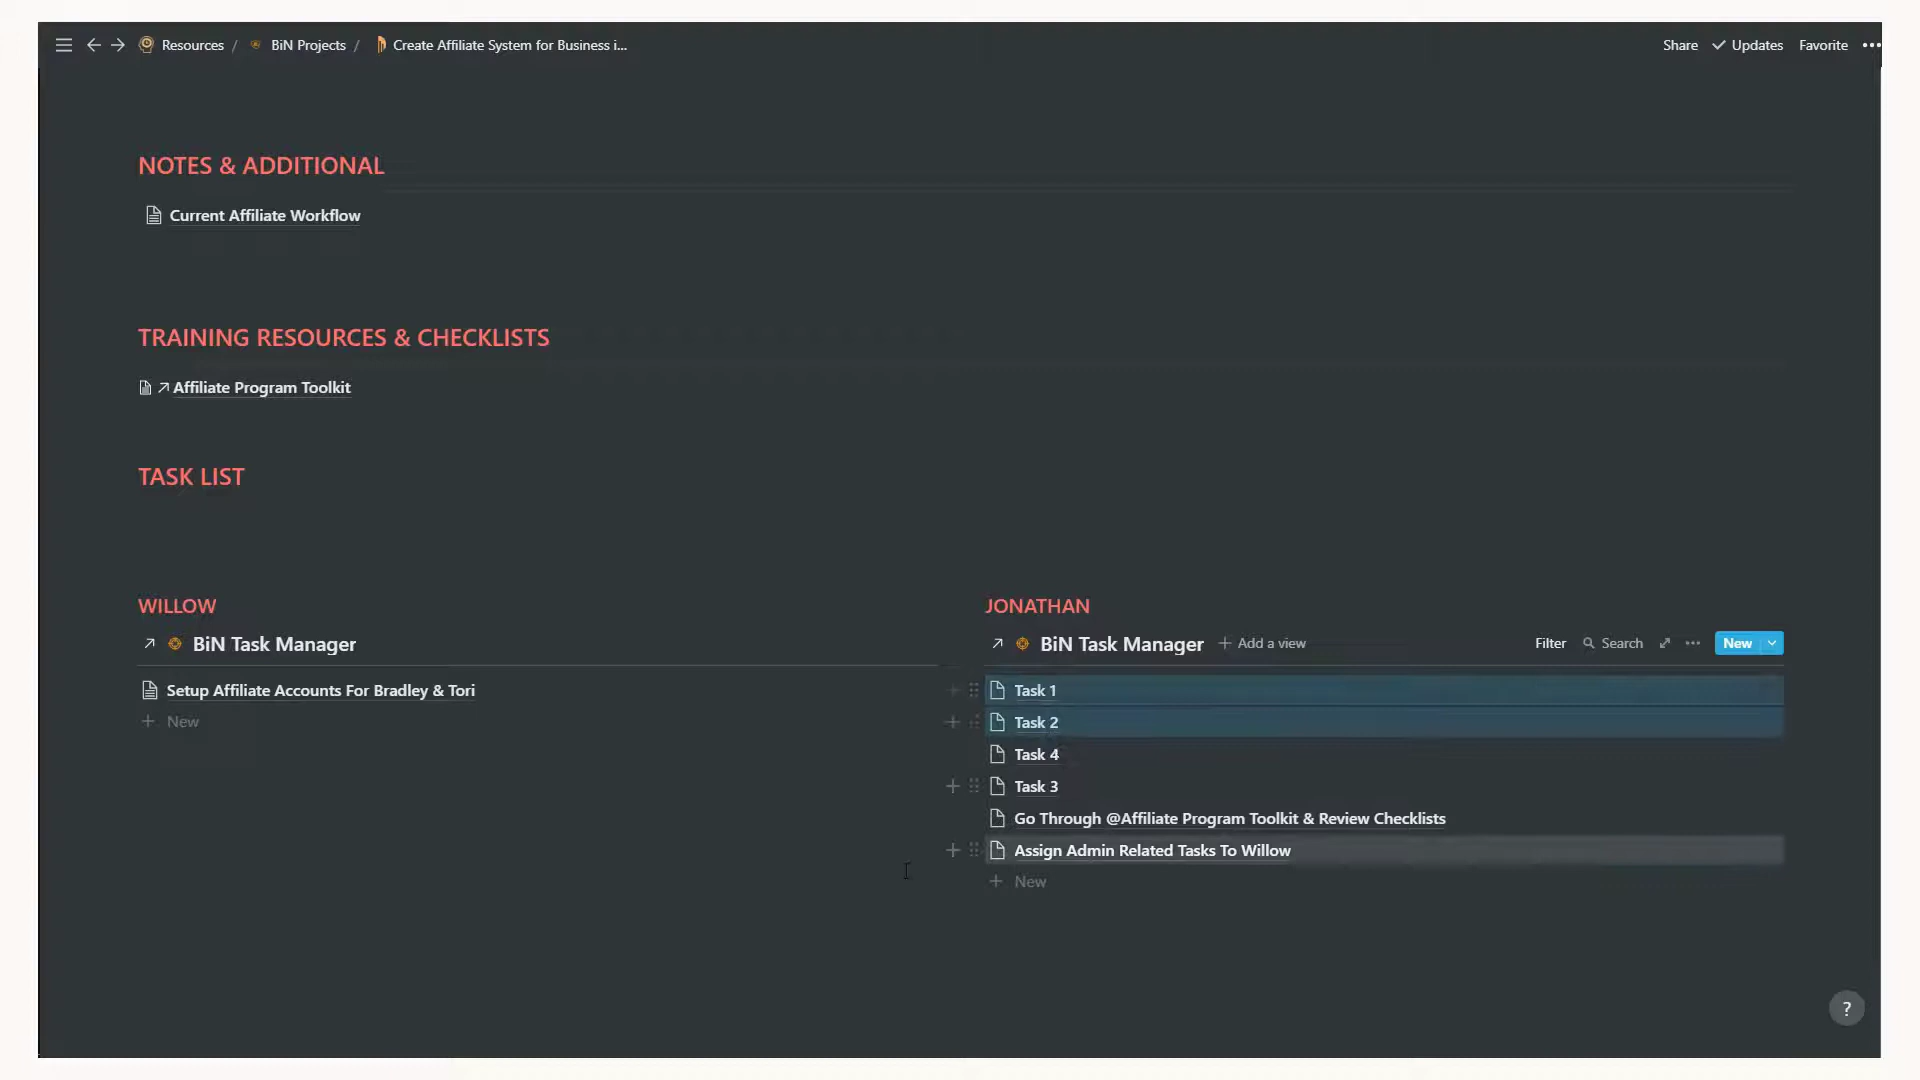 Resources / BiN Projects / Create Affiliate System for Business i...
Share Updates Favorite
NOTES & ADDITIONAL
Current Affiliate Workflow
TRAINING RESOURCES & CHECKLISTS
Affiliate Program Toolkit
TASK LIST
WILLOW
BiN Task Manager
Setup Affiliate Accounts For Bradley & Tori
New
JONATHAN
BiN Task Manager Add a view Filter Search New
Task 1
Task 2
Task 4
Task 3
Go Through @Affiliate Program Toolkit & Review Checklists
Assign Admin Related Tasks To Willow
New
?